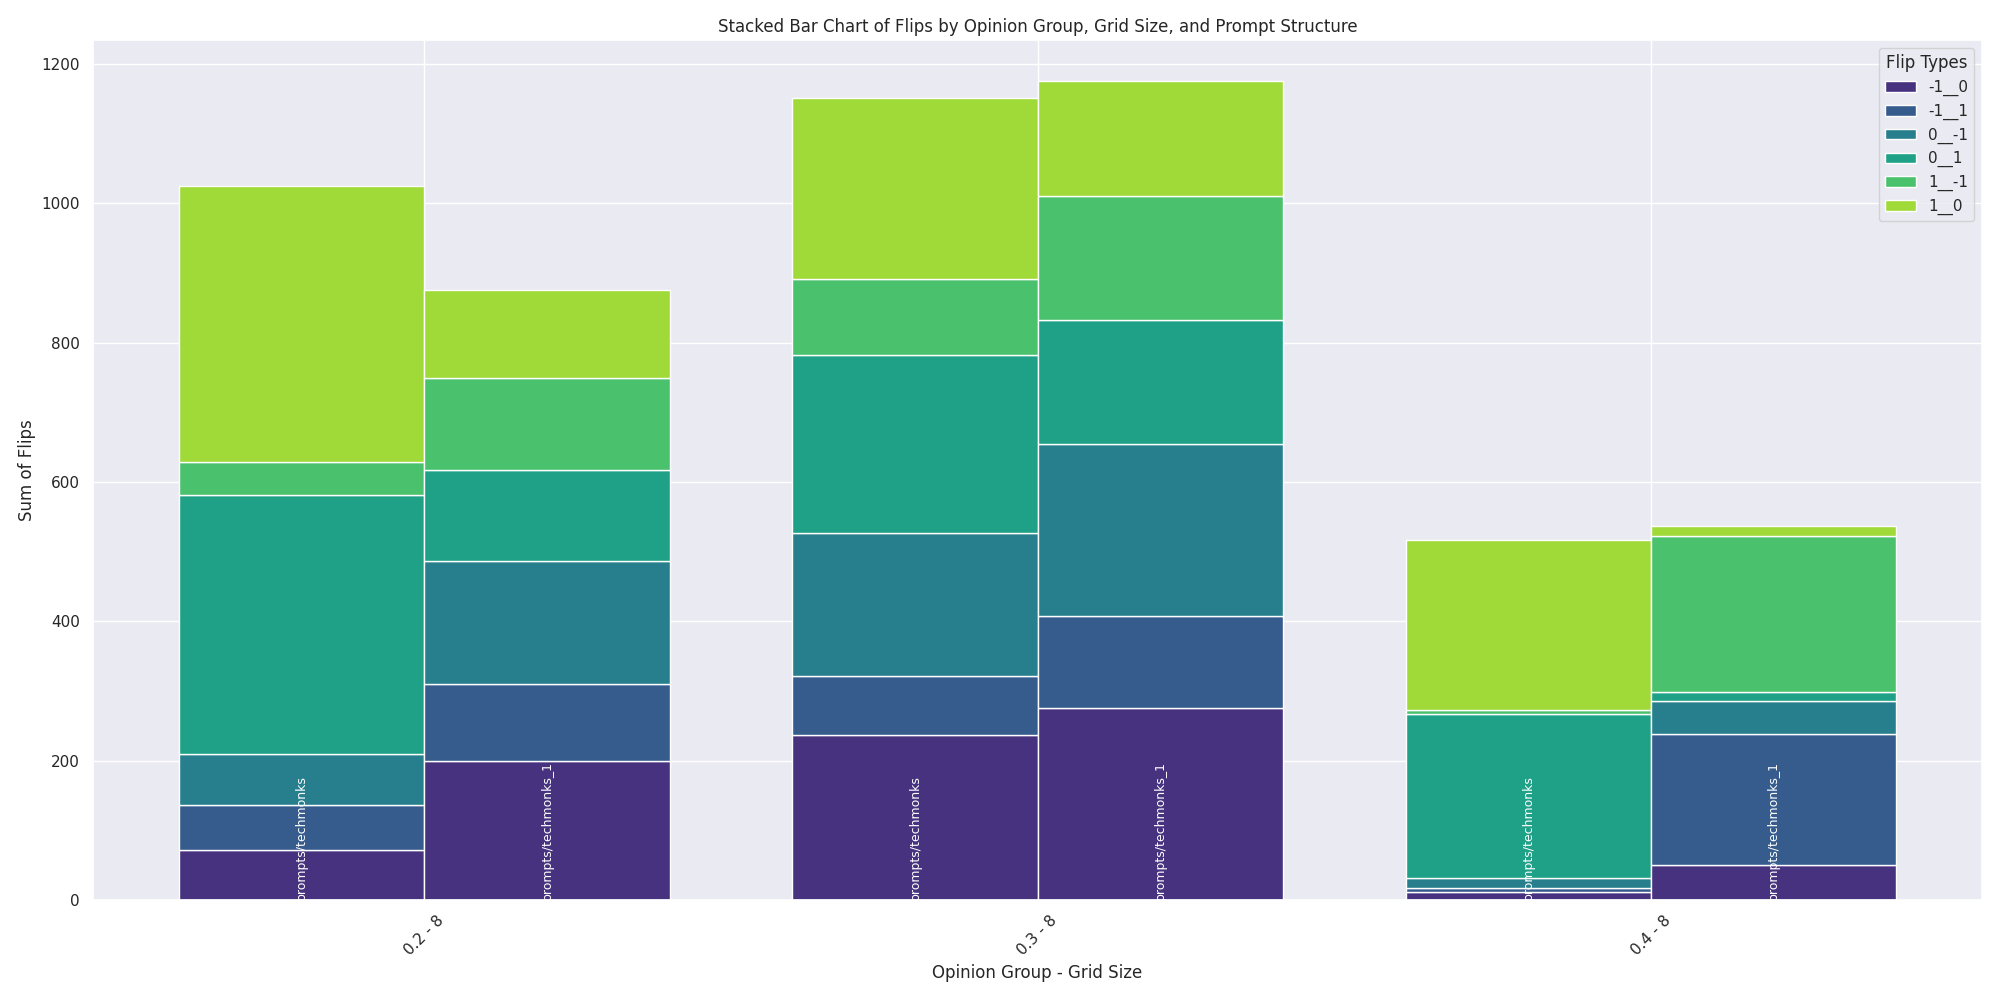 Stacked Bar Chart of Flips by Opinion Group, Grid Size, and Prompt Structure
Sum of Flips
1200
1000
800
600
400
200
0
Flip Types
-1__0
-1__1
0__-1
0__1
1__-1
1__0
prompts/techmonks
prompts/techmonks_1
prompts/techmonks
prompts/techmonks_1
prompts/techmonks
prompts/techmonks_1
0.2 - 8
0.3 - 8
0.4 - 8
Opinion Group - Grid Size